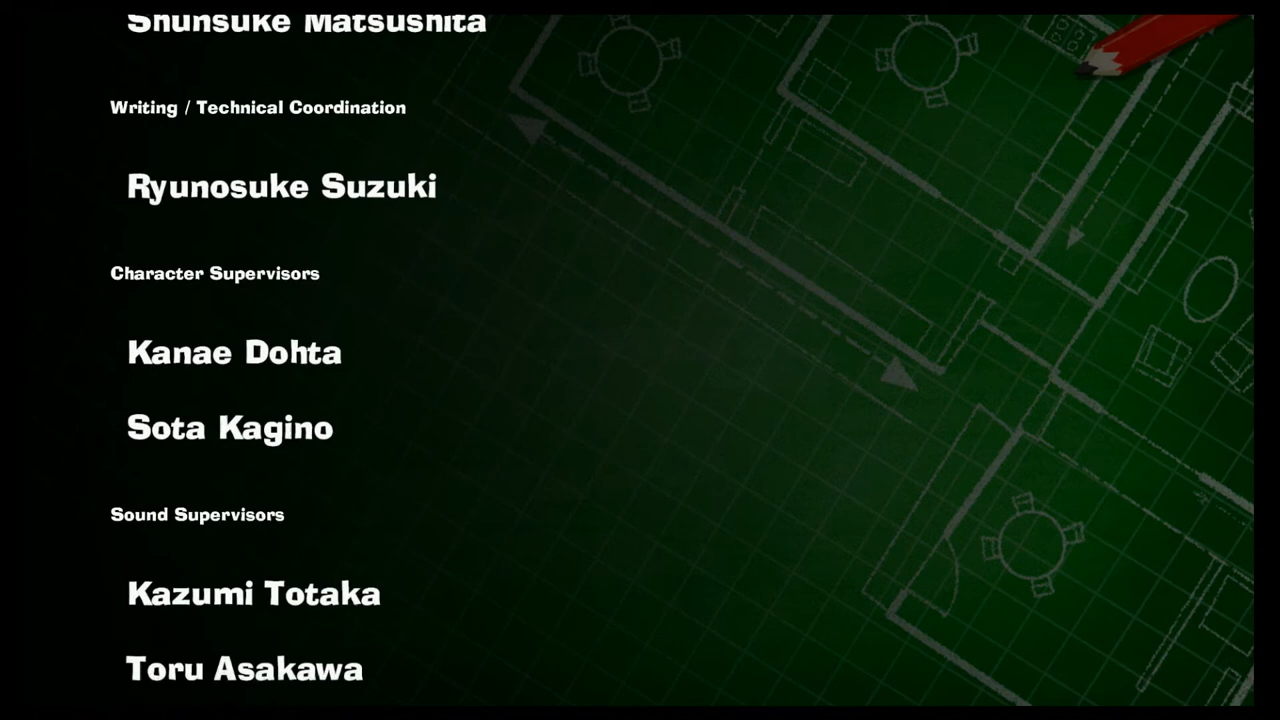 Shunsuke Matsushita
Writing / Technical Coordination
Ryunosuke Suzuki
Character Supervisors
Kanae Dohta
Sota Kagino
Sound Supervisors
Kazumi Totaka
Toru Asakawa